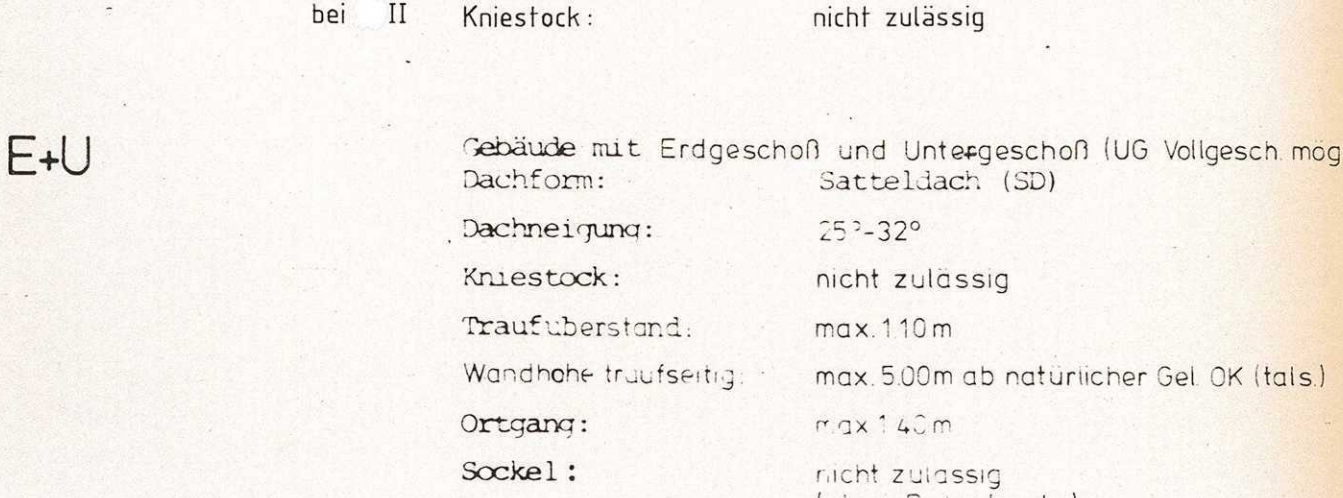 bei II Kniestock: nicht zulässig
E+U Gebäude mit Erdgeschoß und Untergeschoß (UG Vollgesch. mög
Dachform: Satteldach (SD)
Dachneigung: 25°-32°
Kniestock: nicht zulässig
Traufüberstand: max. 1.10m
Wandhöhe traufseitig: max. 5.00m ab natürlicher Gel. OK (tals.)
Ortgang: max 1.40m
Sockel: nicht zulässig